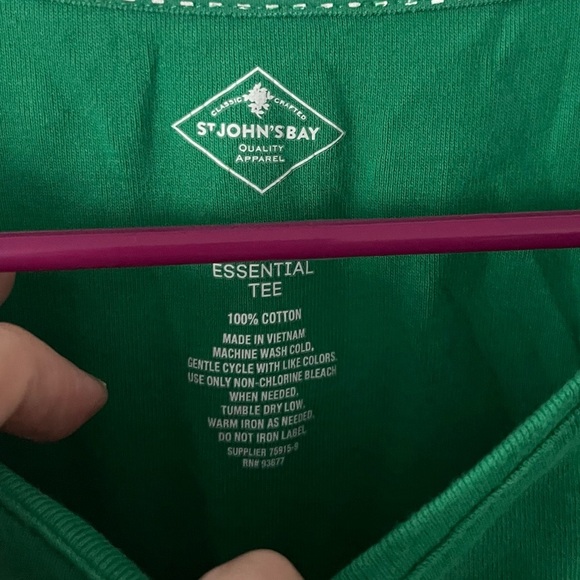 CLASSIC CRAFTED
ST JOHN'S BAY
QUALITY
APPAREL
ESSENTIAL
TEE
100% COTTON
MADE IN VIETNAM
MACHINE WASH COLD,
GENTLE CYCLE WITH LIKE COLORS.
USE ONLY NON-CHLORINE BLEACH
WHEN NEEDED.
TUMBLE DRY LOW.
WARM IRON AS NEEDED.
DO NOT IRON LABEL
SUPPLIER 75915-9
RN# 93677